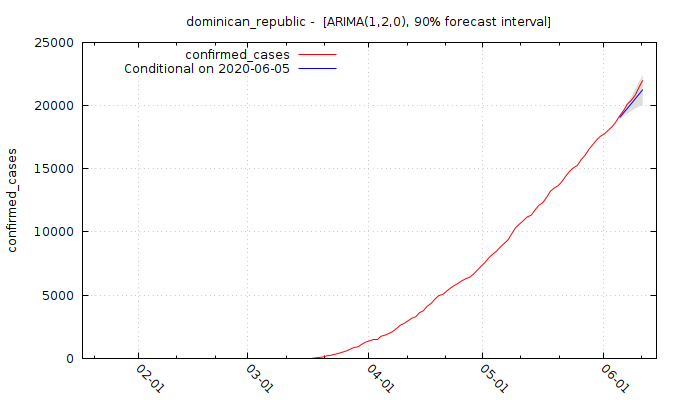 dominican_republic -  [ARIMA(1,2,0), 90% forecast interval]
confirmed_cases
Conditional on 2020-06-05
25000
20000
15000
10000
5000
0
confirmed_cases
02-01
03-01
04-01
05-01
06-01